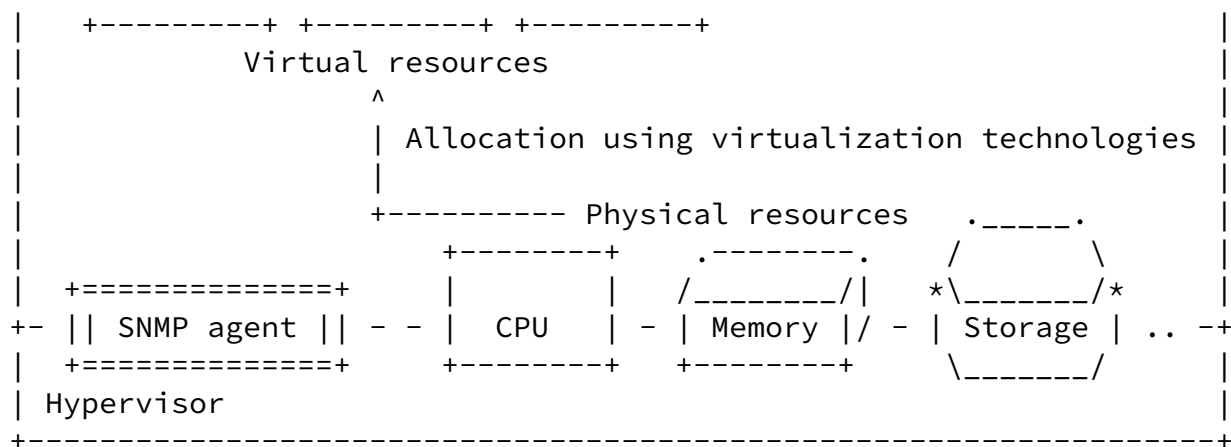 Virtual resources
Allocation using virtualization technologies
Physical resources
SNMP agent CPU Memory Storage ..
Hypervisor